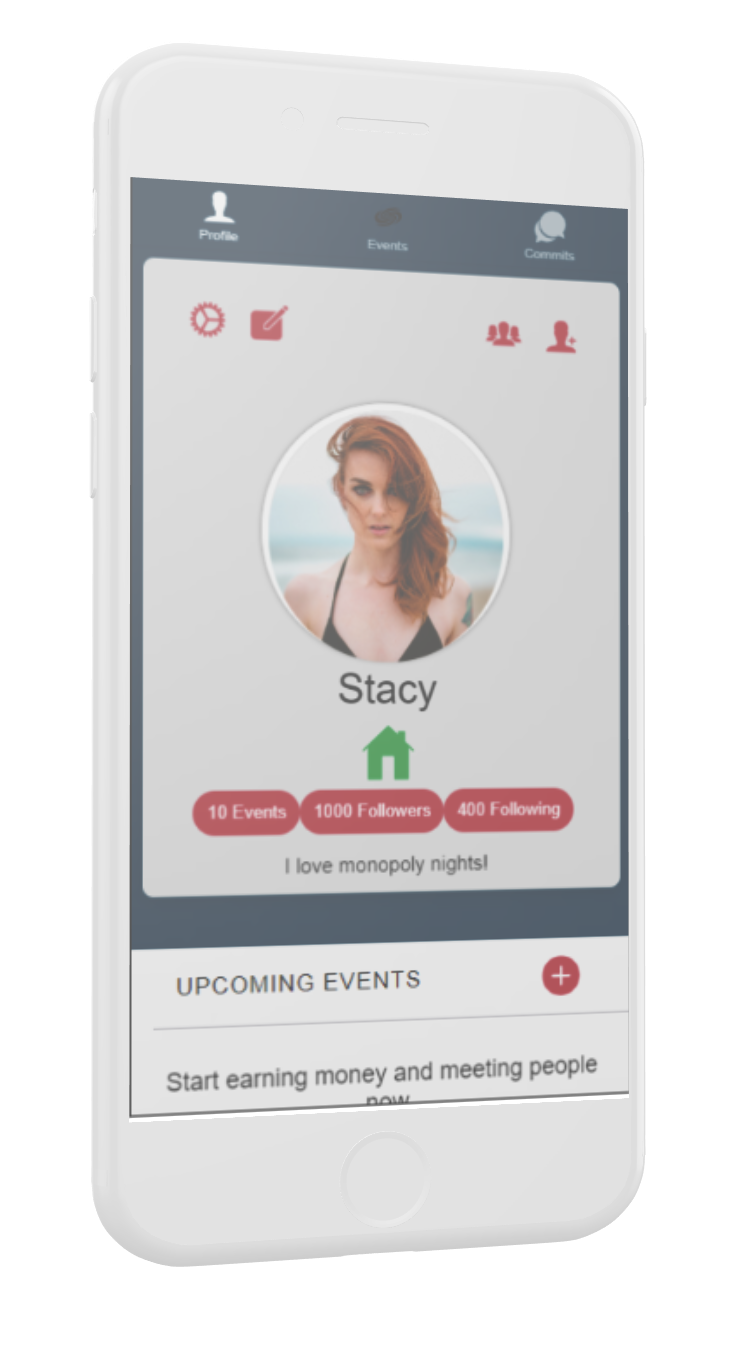 Profile
Events
Commits
Stacy
10 Events 1000 Followers 400 Following
I love monopoly nights!
UPCOMING EVENTS
Start earning money and meeting people
now